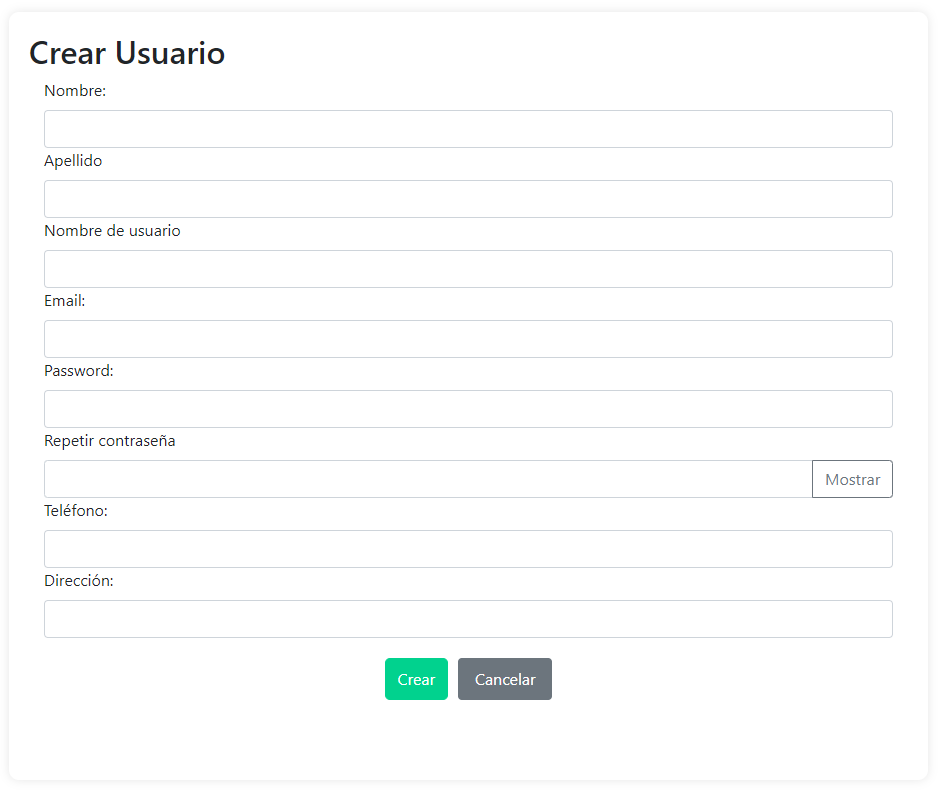 Crear Usuario
Nombre:
Apellido
Nombre de usuario
Email:
Password:
Repetir contraseña
Mostrar
Teléfono:
Dirección:
Crear Cancelar